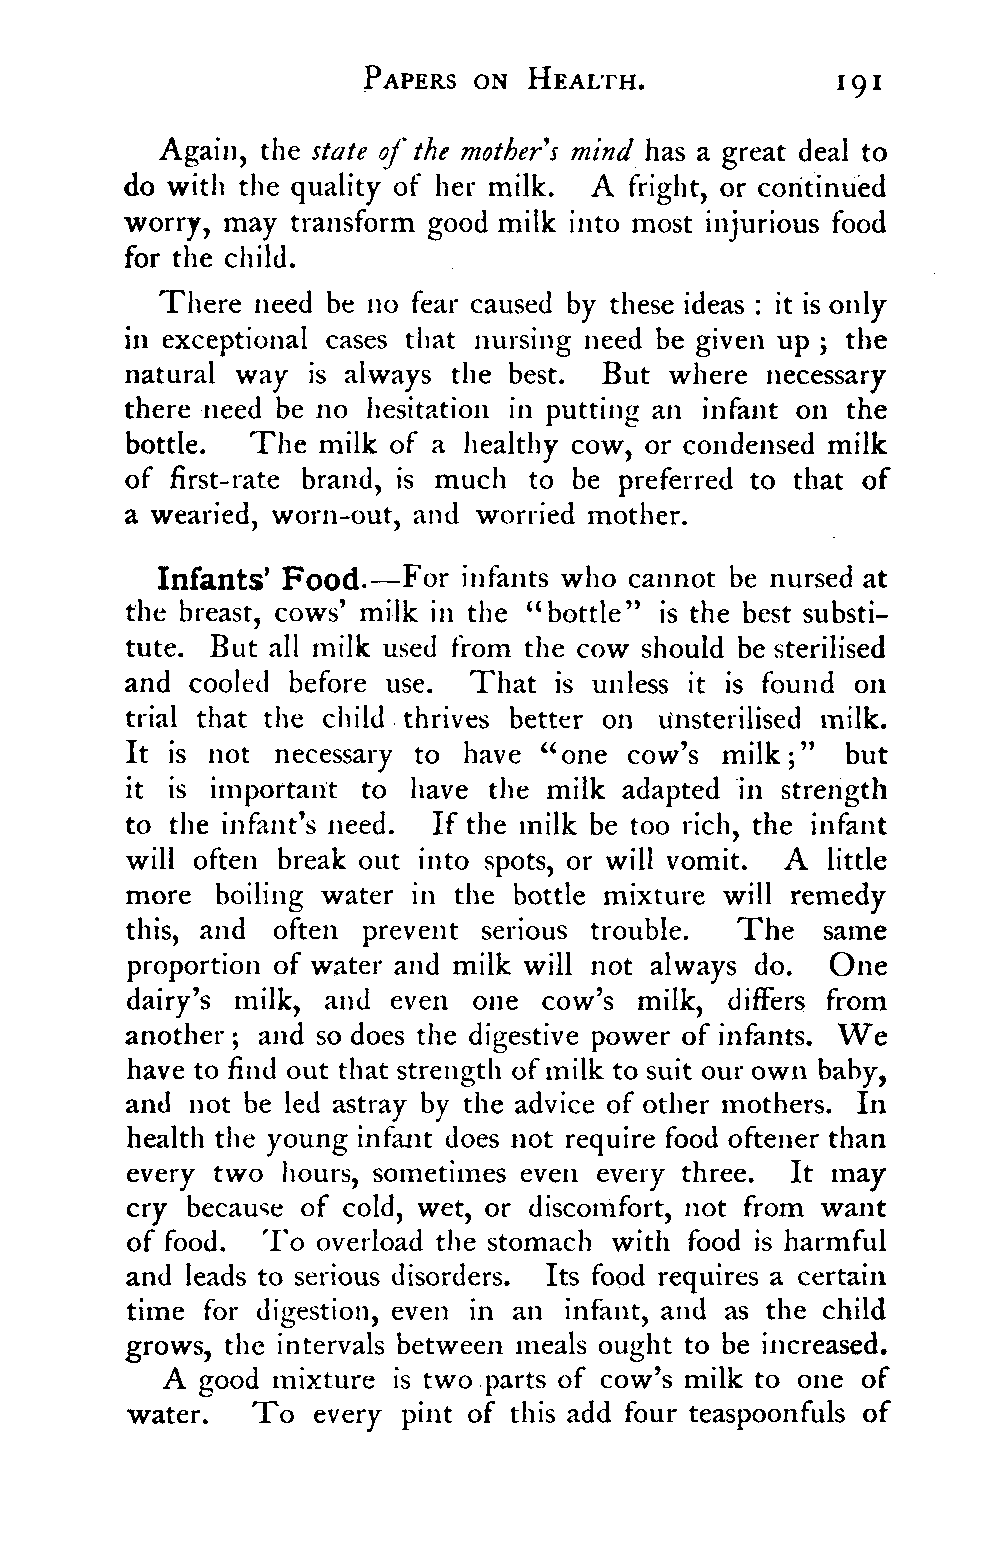 PAPERS ON HEALTH. 191
Again, the state of the mother's mind has a great deal to
do with the quality of her milk. A fright, or continued
worry, may transform good milk into most injurious food
for the child.
There need be no fear caused by these ideas : it is only
in exceptional cases that nursing need be given up ; the
natural way is always the best. But where necessary
there need be no hesitation in putting an infant on the
bottle. The milk of a healthy cow, or condensed milk
of first-rate brand, is much to be preferred to that of
a wearied, worn-out, and worried mother.
Infants' Food.—For infants who cannot be nursed at
the breast, cows' milk in the "bottle" is the best substi-
tute. But all milk used from the cow should be sterilised
and cooled before use. That is unless it is found on
trial that the child thrives better on unsterilised milk.
It is not necessary to have "one cow's milk;" but
it is important to have the milk adapted in strength
to the infant's need. If the milk be too rich, the infant
will often break out into spots, or will vomit. A little
more boiling water in the bottle mixture will remedy
this, and often prevent serious trouble. The same
proportion of water and milk will not always do. One
dairy's milk, and even one cow's milk, differs from
another ; and so does the digestive power of infants. We
have to find out that strength of milk to suit our own baby,
and not be led astray by the advice of other mothers. In
health the young infant does not require food oftener than
every two hours, sometimes even every three. It may
cry because of cold, wet, or discomfort, not from want
of food. To overload the stomach with food is harmful
and leads to serious disorders. Its food requires a certain
time for digestion, even in an infant, and as the child
grows, the intervals between meals ought to be increased.
A good mixture is two parts of cow's milk to one of
water. To every pint of this add four teaspoonfuls of